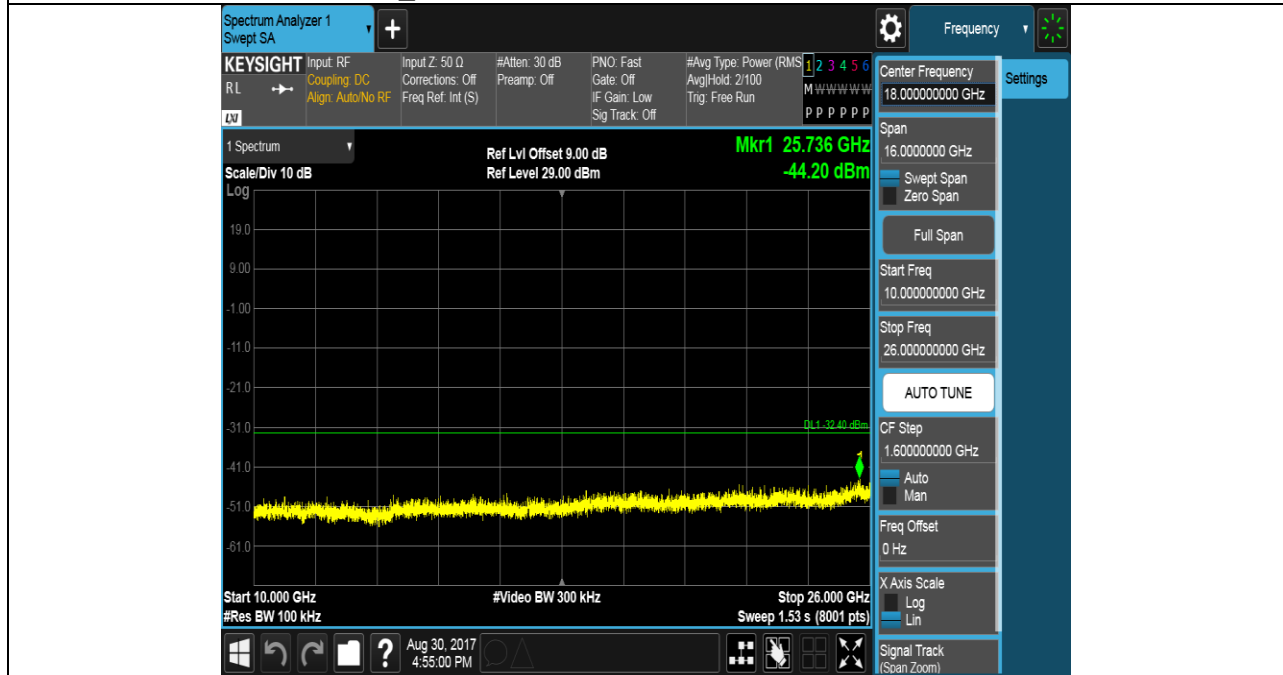 Spectrum Analyzer 1
Swept SA
+
Frequency
KEYSIGHT
RL
LXI
Input: RF
Coupling: DC
Align: Auto/No RF
Input Z: 50 Ω
Corrections: Off
Freq Ref: Int (S)
#Atten: 30 dB
Preamp: Off
PNO: Fast
Gate: Off
IF Gain: Low
Sig Track: Off
#Avg Type: Power (RMS
Avg|Hold: 2/100
Trig: Free Run
1 2 3 4 5 6
M W W W W W
P P P P P P
Center Frequency
18.000000000 GHz
Settings
Span
16.0000000 GHz
Swept Span
Zero Span
Full Span
Start Freq
10.000000000 GHz
Stop Freq
26.000000000 GHz
AUTO TUNE
CF Step
1.600000000 GHz
Auto
Man
Freq Offset
0 Hz
X Axis Scale
Log
Lin
Signal Track
(Span Zoom)
1 Spectrum
Scale/Div 10 dB
Ref Lvl Offset 9.00 dB
Ref Level 29.00 dBm
Mkr1 25.736 GHz
-44.20 dBm
Log
19.0
9.00
-1.00
-11.0
-21.0
-31.0
DL1 -32.40 dBm
1
-41.0
-51.0
-61.0
Start 10.000 GHz
#Res BW 100 kHz
#Video BW 300 kHz
Stop 26.000 GHz
Sweep 1.53 s (8001 pts)
?
Aug 30, 2017
4:55:00 PM